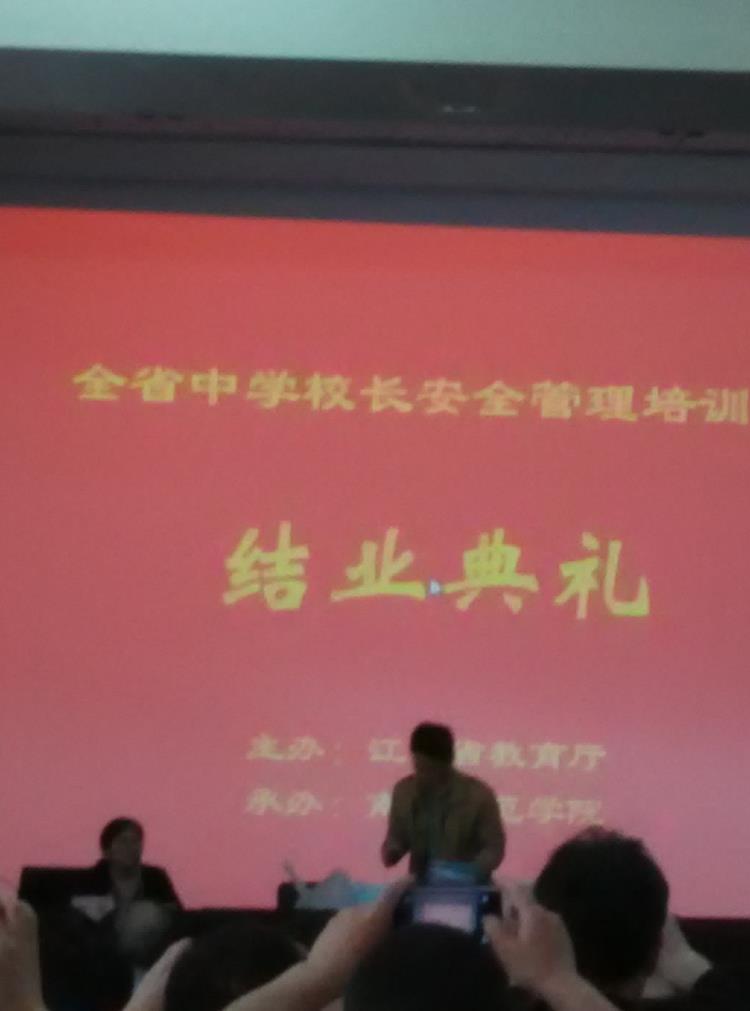 全省中学校长安全管理培训
结业典礼
主办：江 省教育厅
承办： 范学院